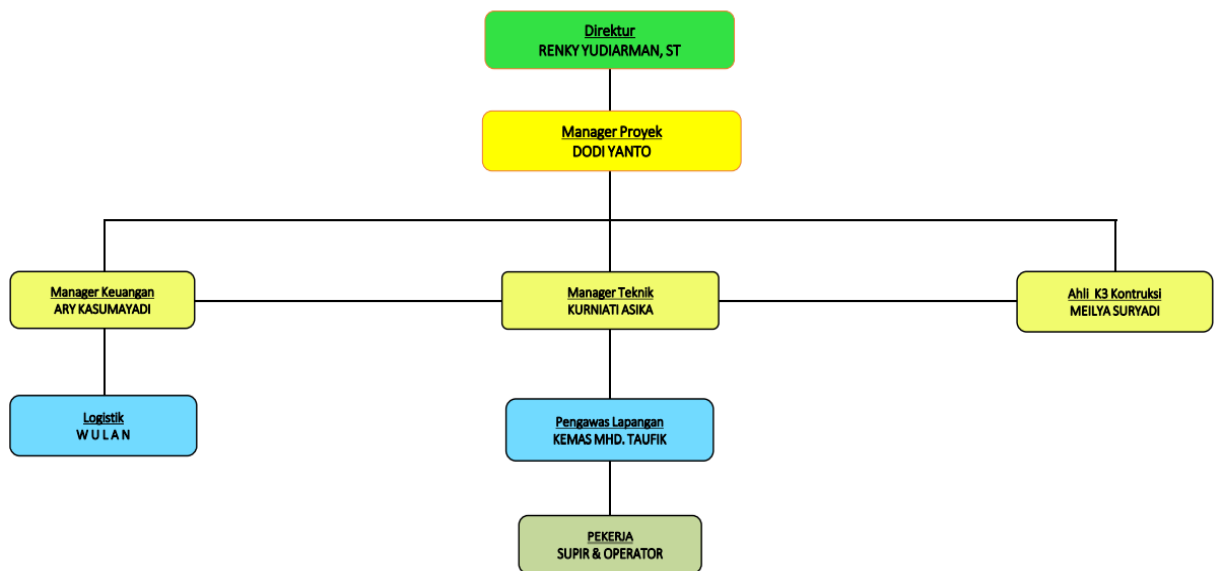 Direktur
RENKY YUDIARMAN, ST
Manager Proyek
DODI YANTO
Manager Keuangan
ARY KASUMAYADI
Manager Teknik
KURNIATI ASIKA
Ahli K3 Kontruksi
MEILYA SURYADI
Logistik
W U L A N
Pengawas Lapangan
KEMAS MHD. TAUFIK
PEKERJA
SUPIR & OPERATOR